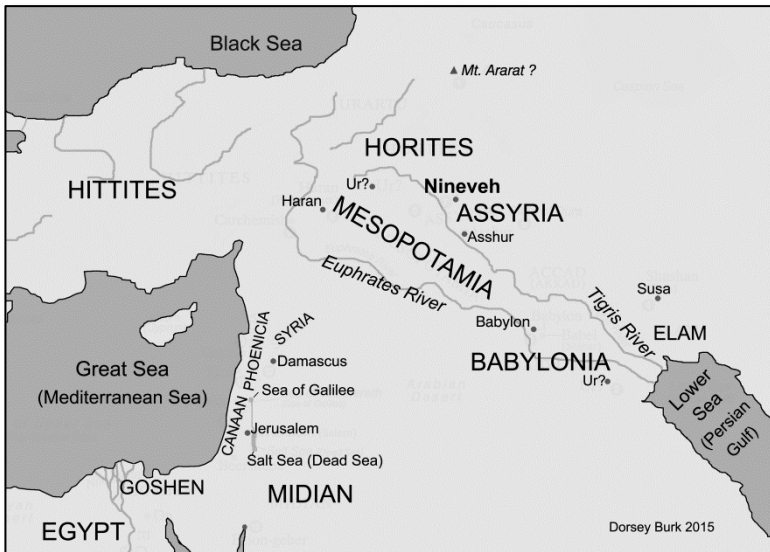 Black Sea
Mt. Ararat ?
HORITES
HITTITES
Ur?
Nineveh
Haran
ASSYRIA
MESOPOTAMIA
Asshur
Euphrates River
Susa
Tigris River
SYRIA
Babylon
ELAM
PHOENICIA
Great Sea
(Mediterranean Sea)
Damascus
BABYLONIA
Ur?
Lower
Sea
(Persian
Gulf)
Sea of Galilee
CANAAN
Jerusalem
Salt Sea (Dead Sea)
GOSHEN
MIDIAN
EGYPT
Dorsey Burk 2015